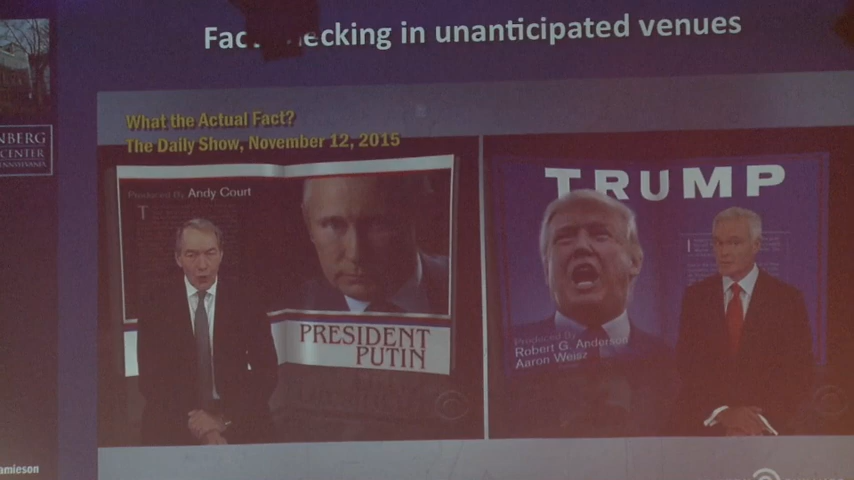 Fac hecking in unanticipated venues
NBERG
CENTER
What the Actual Fact?
The Daily Show, November 12, 2015
Produced By Andy Court
T
PRESIDENT
PUTIN
TRUMP
I
Produced By
Robert G. Anderson
Aaron Weisz
amieson